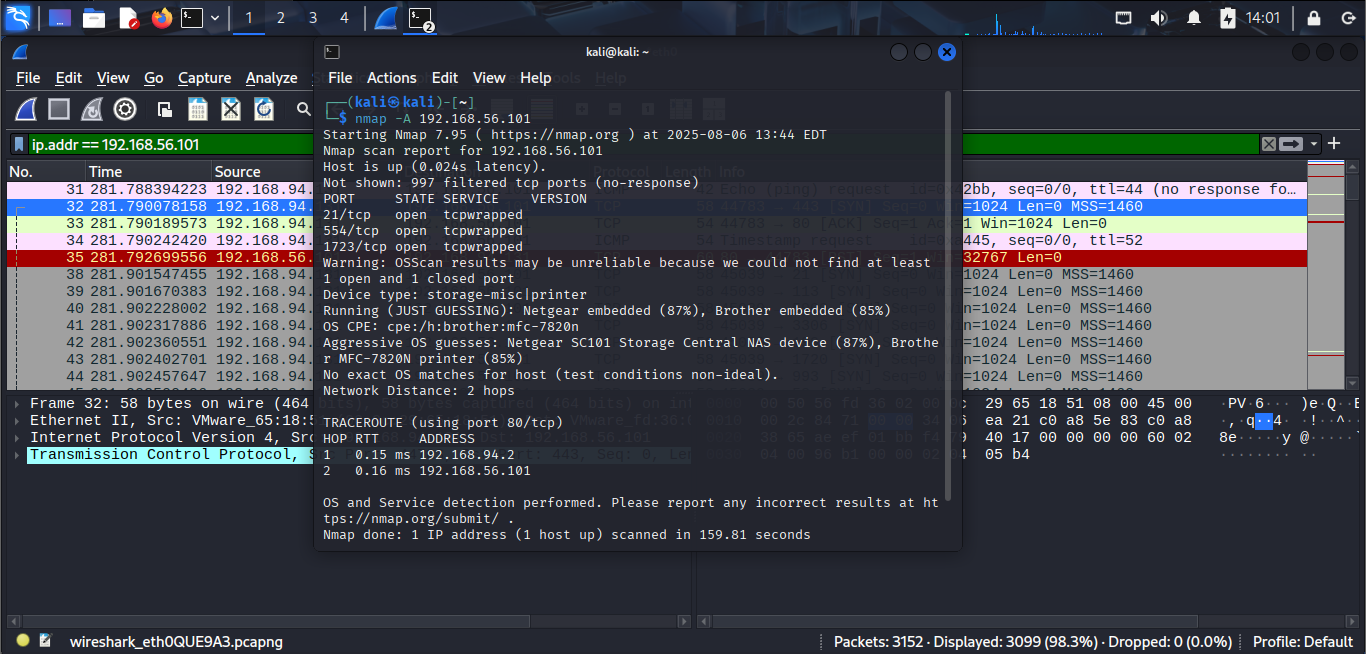 1 2 3 4 2 14:01
kali@kali: ~
File Edit View Go Capture Analyze
File Actions Edit View Help
ip.addr == 192.168.56.101
┌──(kali㉿kali)-[~]
└─$ nmap -A 192.168.56.101
Starting Nmap 7.95 ( https://nmap.org ) at 2025-08-06 13:44 EDT
Nmap scan report for 192.168.56.101
Host is up (0.024s latency).
Not shown: 997 filtered tcp ports (no-response)
PORT STATE SERVICE VERSION
21/tcp open tcpwrapped
554/tcp open tcpwrapped
1723/tcp open tcpwrapped
Warning: OSScan results may be unreliable because we could not find at least
1 open and 1 closed port
Device type: storage-misc|printer
Running (JUST GUESSING): Netgear embedded (87%), Brother embedded (85%)
OS CPE: cpe:/h:brother:mfc-7820n
Aggressive OS guesses: Netgear SC101 Storage Central NAS device (87%), Brothe
r MFC-7820N printer (85%)
No exact OS matches for host (test conditions non-ideal).
Network Distance: 2 hops
TRACEROUTE (using port 80/tcp)
HOP RTT ADDRESS
1 0.15 ms 192.168.94.2
2 0.16 ms 192.168.56.101
OS and Service detection performed. Please report any incorrect results at ht
tps://nmap.org/submit/ .
Nmap done: 1 IP address (1 host up) scanned in 159.81 seconds
No. Time Source
31 281.788394223 192.168.94. seq=0/0, ttl=44 (no response fo…
32 281.790078158 192.168.94. =1024 Len=0 MSS=1460
33 281.790189573 192.168.94. Win=1024 Len=0
34 281.790242420 192.168.94. 445, seq=0/0, ttl=52
35 281.792699556 192.168.56. 32767 Len=0
38 281.901547455 192.168.94. =1024 Len=0 MSS=1460
39 281.901670383 192.168.94. n=1024 Len=0 MSS=1460
40 281.902228002 192.168.94. n=1024 Len=0 MSS=1460
41 281.902317886 192.168.94. n=1024 Len=0 MSS=1460
42 281.902360551 192.168.94. =1024 Len=0 MSS=1460
43 281.902402701 192.168.94. n=1024 Len=0 MSS=1460
44 281.902457647 192.168.94. =1024 Len=0 MSS=1460
Frame 32: 58 bytes on wire (464
Ethernet II, Src: VMware_65:18:5
Internet Protocol Version 4, Src
Transmission Control Protocol, S
29 65 18 51 08 00 45 00 ·PV·6··· )e·Q··E·
ea 21 c0 a8 5e 83 c0 a8 ·,·q··4· ·!··^···
40 17 00 00 00 00 60 02 8e·····y @·····`·
05 b4 ········ ··
wireshark_eth0QUE9A3.pcapng
Packets: 3152 · Displayed: 3099 (98.3%) · Dropped: 0 (0.0%)
Profile: Default